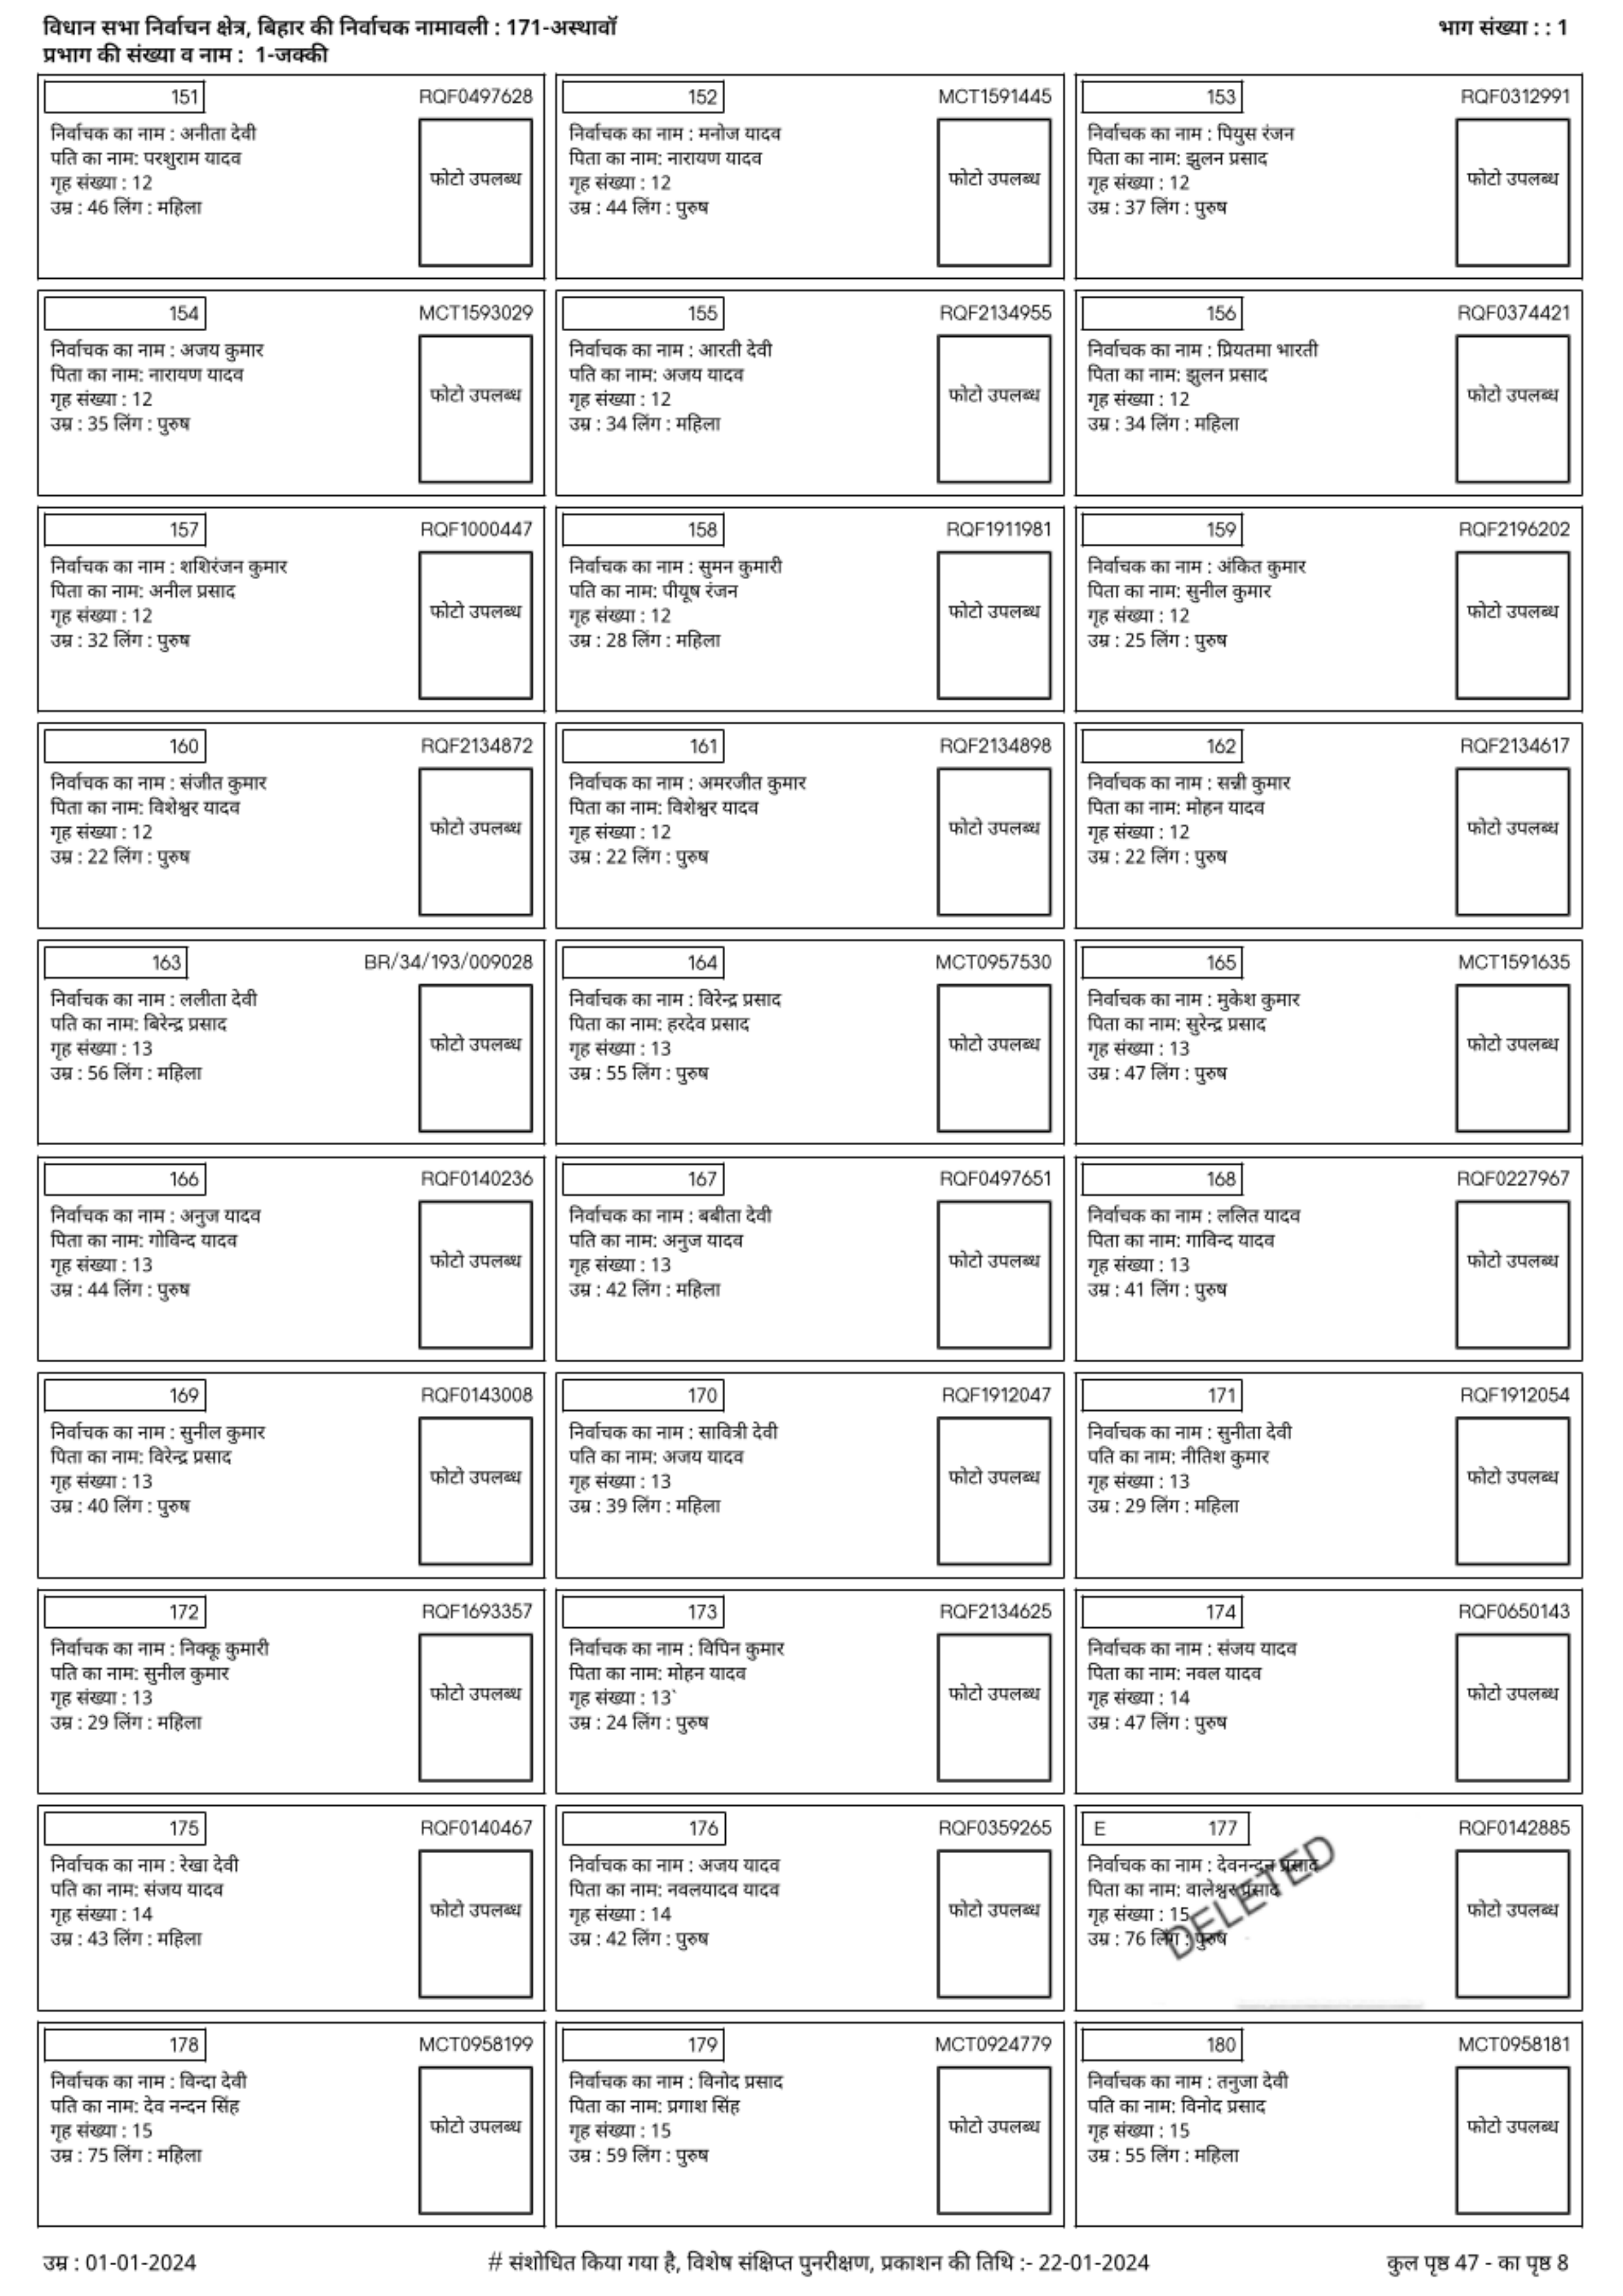 विधान सभा निर्वाचन क्षेत्र, बिहार की निर्वाचक नामावली : 171-अस्थावॉ
भाग संख्या : : 1
प्रभाग की संख्या व नाम : 1-जक्की
151 RQF0497628
निर्वाचक का नाम : अनीता देवी
पति का नाम: परशुराम यादव
गृह संख्या : 12
उम्र : 46 लिंग : महिला
फोटो उपलब्ध
152 MCT1591445
निर्वाचक का नाम : मनोज यादव
पिता का नाम: नारायण यादव
गृह संख्या : 12
उम्र : 44 लिंग : पुरुष
फोटो उपलब्ध
153 RQF0312991
निर्वाचक का नाम : पियुस रंजन
पिता का नाम: झुलन प्रसाद
गृह संख्या : 12
उम्र : 37 लिंग : पुरुष
फोटो उपलब्ध
154 MCT1593029
निर्वाचक का नाम : अजय कुमार
पिता का नाम: नारायण यादव
गृह संख्या : 12
उम्र : 35 लिंग : पुरुष
फोटो उपलब्ध
155 RQF2134955
निर्वाचक का नाम : आरती देवी
पति का नाम: अजय यादव
गृह संख्या : 12
उम्र : 34 लिंग : महिला
फोटो उपलब्ध
156 RQF0374421
निर्वाचक का नाम : प्रियतमा भारती
पिता का नाम: झुलन प्रसाद
गृह संख्या : 12
उम्र : 34 लिंग : महिला
फोटो उपलब्ध
157 RQF1000447
निर्वाचक का नाम : शशिरंजन कुमार
पिता का नाम: अनील प्रसाद
गृह संख्या : 12
उम्र : 32 लिंग : पुरुष
फोटो उपलब्ध
158 RQF1911981
निर्वाचक का नाम : सुमन कुमारी
पति का नाम: पीयूष रंजन
गृह संख्या : 12
उम्र : 28 लिंग : महिला
फोटो उपलब्ध
159 RQF2196202
निर्वाचक का नाम : अंकित कुमार
पिता का नाम: सुनील कुमार
गृह संख्या : 12
उम्र : 25 लिंग : पुरुष
फोटो उपलब्ध
160 RQF2134872
निर्वाचक का नाम : संजीत कुमार
पिता का नाम: विशेश्वर यादव
गृह संख्या : 12
उम्र : 22 लिंग : पुरुष
फोटो उपलब्ध
161 RQF2134898
निर्वाचक का नाम : अमरजीत कुमार
पिता का नाम: विशेश्वर यादव
गृह संख्या : 12
उम्र : 22 लिंग : पुरुष
फोटो उपलब्ध
162 RQF2134617
निर्वाचक का नाम : सन्नी कुमार
पिता का नाम: मोहन यादव
गृह संख्या : 12
उम्र : 22 लिंग : पुरुष
फोटो उपलब्ध
163 BR/34/193/009028
निर्वाचक का नाम : ललीता देवी
पति का नाम: बिरेन्द्र प्रसाद
गृह संख्या : 13
उम्र : 56 लिंग : महिला
फोटो उपलब्ध
164 MCT0957530
निर्वाचक का नाम : विरेन्द्र प्रसाद
पिता का नाम: हरदेव प्रसाद
गृह संख्या : 13
उम्र : 55 लिंग : पुरुष
फोटो उपलब्ध
165 MCT1591635
निर्वाचक का नाम : मुकेश कुमार
पिता का नाम: सुरेन्द्र प्रसाद
गृह संख्या : 13
उम्र : 47 लिंग : पुरुष
फोटो उपलब्ध
166 RQF0140236
निर्वाचक का नाम : अनुज यादव
पिता का नाम: गोविन्द यादव
गृह संख्या : 13
उम्र : 44 लिंग : पुरुष
फोटो उपलब्ध
167 RQF0497651
निर्वाचक का नाम : बबीता देवी
पति का नाम: अनुज यादव
गृह संख्या : 13
उम्र : 42 लिंग : महिला
फोटो उपलब्ध
168 RQF0227967
निर्वाचक का नाम : ललित यादव
पिता का नाम: गाविन्द यादव
गृह संख्या : 13
उम्र : 41 लिंग : पुरुष
फोटो उपलब्ध
169 RQF0143008
निर्वाचक का नाम : सुनील कुमार
पिता का नाम: विरेन्द्र प्रसाद
गृह संख्या : 13
उम्र : 40 लिंग : पुरुष
फोटो उपलब्ध
170 RQF1912047
निर्वाचक का नाम : सावित्री देवी
पति का नाम: अजय यादव
गृह संख्या : 13
उम्र : 39 लिंग : महिला
फोटो उपलब्ध
171 RQF1912054
निर्वाचक का नाम : सुनीता देवी
पति का नाम: नीतिश कुमार
गृह संख्या : 13
उम्र : 29 लिंग : महिला
फोटो उपलब्ध
172 RQF1693357
निर्वाचक का नाम : निक्कू कुमारी
पति का नाम: सुनील कुमार
गृह संख्या : 13
उम्र : 29 लिंग : महिला
फोटो उपलब्ध
173 RQF2134625
निर्वाचक का नाम : विपिन कुमार
पिता का नाम: मोहन यादव
गृह संख्या : 13`
उम्र : 24 लिंग : पुरुष
फोटो उपलब्ध
174 RQF0650143
निर्वाचक का नाम : संजय यादव
पिता का नाम: नवल यादव
गृह संख्या : 14
उम्र : 47 लिंग : पुरुष
फोटो उपलब्ध
175 RQF0140467
निर्वाचक का नाम : रेखा देवी
पति का नाम: संजय यादव
गृह संख्या : 14
उम्र : 43 लिंग : महिला
फोटो उपलब्ध
176 RQF0359265
निर्वाचक का नाम : अजय यादव
पिता का नाम: नवलयादव यादव
गृह संख्या : 14
उम्र : 42 लिंग : पुरुष
फोटो उपलब्ध
E 177 RQF0142885
निर्वाचक का नाम : देवनन्दन प्रसाद
पिता का नाम: वालेश्वर प्रसाद
गृह संख्या : 15
उम्र : 76 लिंग : पुरुष
फोटो उपलब्ध
DELETED
178 MCT0958199
निर्वाचक का नाम : विन्दा देवी
पति का नाम: देव नन्दन सिंह
गृह संख्या : 15
उम्र : 75 लिंग : महिला
फोटो उपलब्ध
179 MCT0924779
निर्वाचक का नाम : विनोद प्रसाद
पिता का नाम: प्रगाश सिंह
गृह संख्या : 15
उम्र : 59 लिंग : पुरुष
फोटो उपलब्ध
180 MCT0958181
निर्वाचक का नाम : तनुजा देवी
पति का नाम: विनोद प्रसाद
गृह संख्या : 15
उम्र : 55 लिंग : महिला
फोटो उपलब्ध
उम्र : 01-01-2024
# संशोधित किया गया है, विशेष संक्षिप्त पुनरीक्षण, प्रकाशन की तिथि :- 22-01-2024
कुल पृष्ठ 47 - का पृष्ठ 8